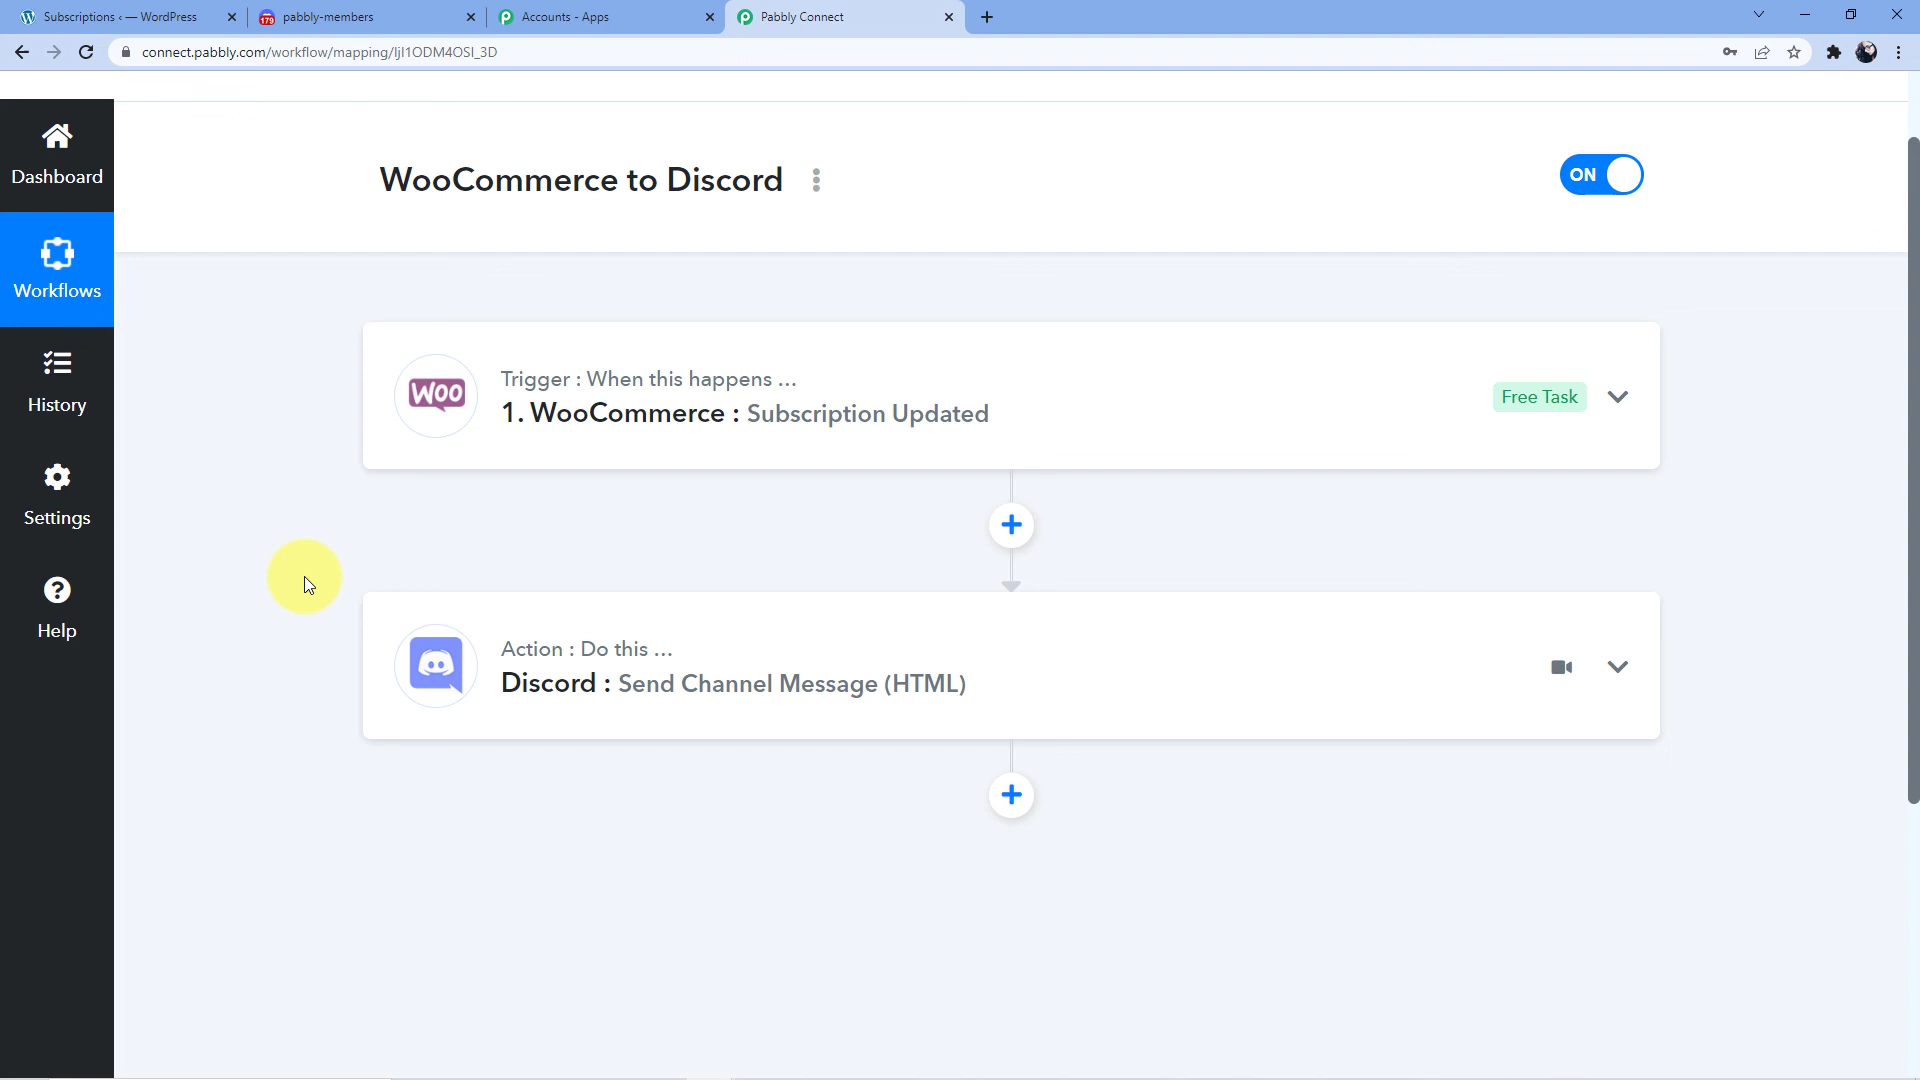 Subscriptions ‹ — WordPress
179
pabbly-members
Accounts - Apps
Pabbly Connect
connect.pabbly.com/workflow/mapping/IjI1ODM4OSI_3D
Dashboard
Workflows
History
Settings
Help
WooCommerce to Discord
ON
WOO
Trigger : When this happens ...
1. WooCommerce : Subscription Updated
Free Task
Action : Do this ...
Discord : Send Channel Message (HTML)